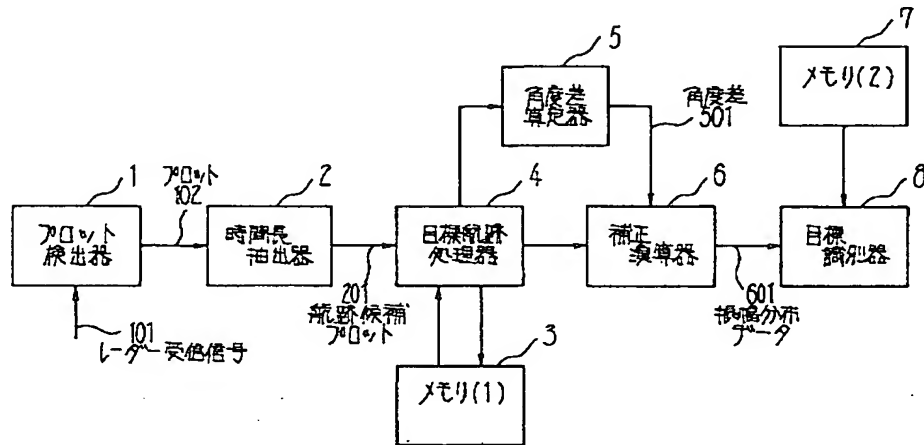 7
5
メモリ(2)
角度差
算定器
角度差
501
1
プロット
102
2
4
6
8
プロット
検出器
時間長
抽出器
目標航跡
処理器
補正
演算器
目標
識別器
201
航跡候補
プロット
601
振幅分布
データ
101
レーダー受信信号
3
メモリ(1)